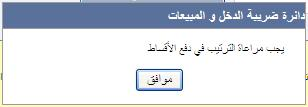 دائرة ضريبة الدخل و المبيعات
يجب مراعاة الترتيب في دفع الأقساط
موافق